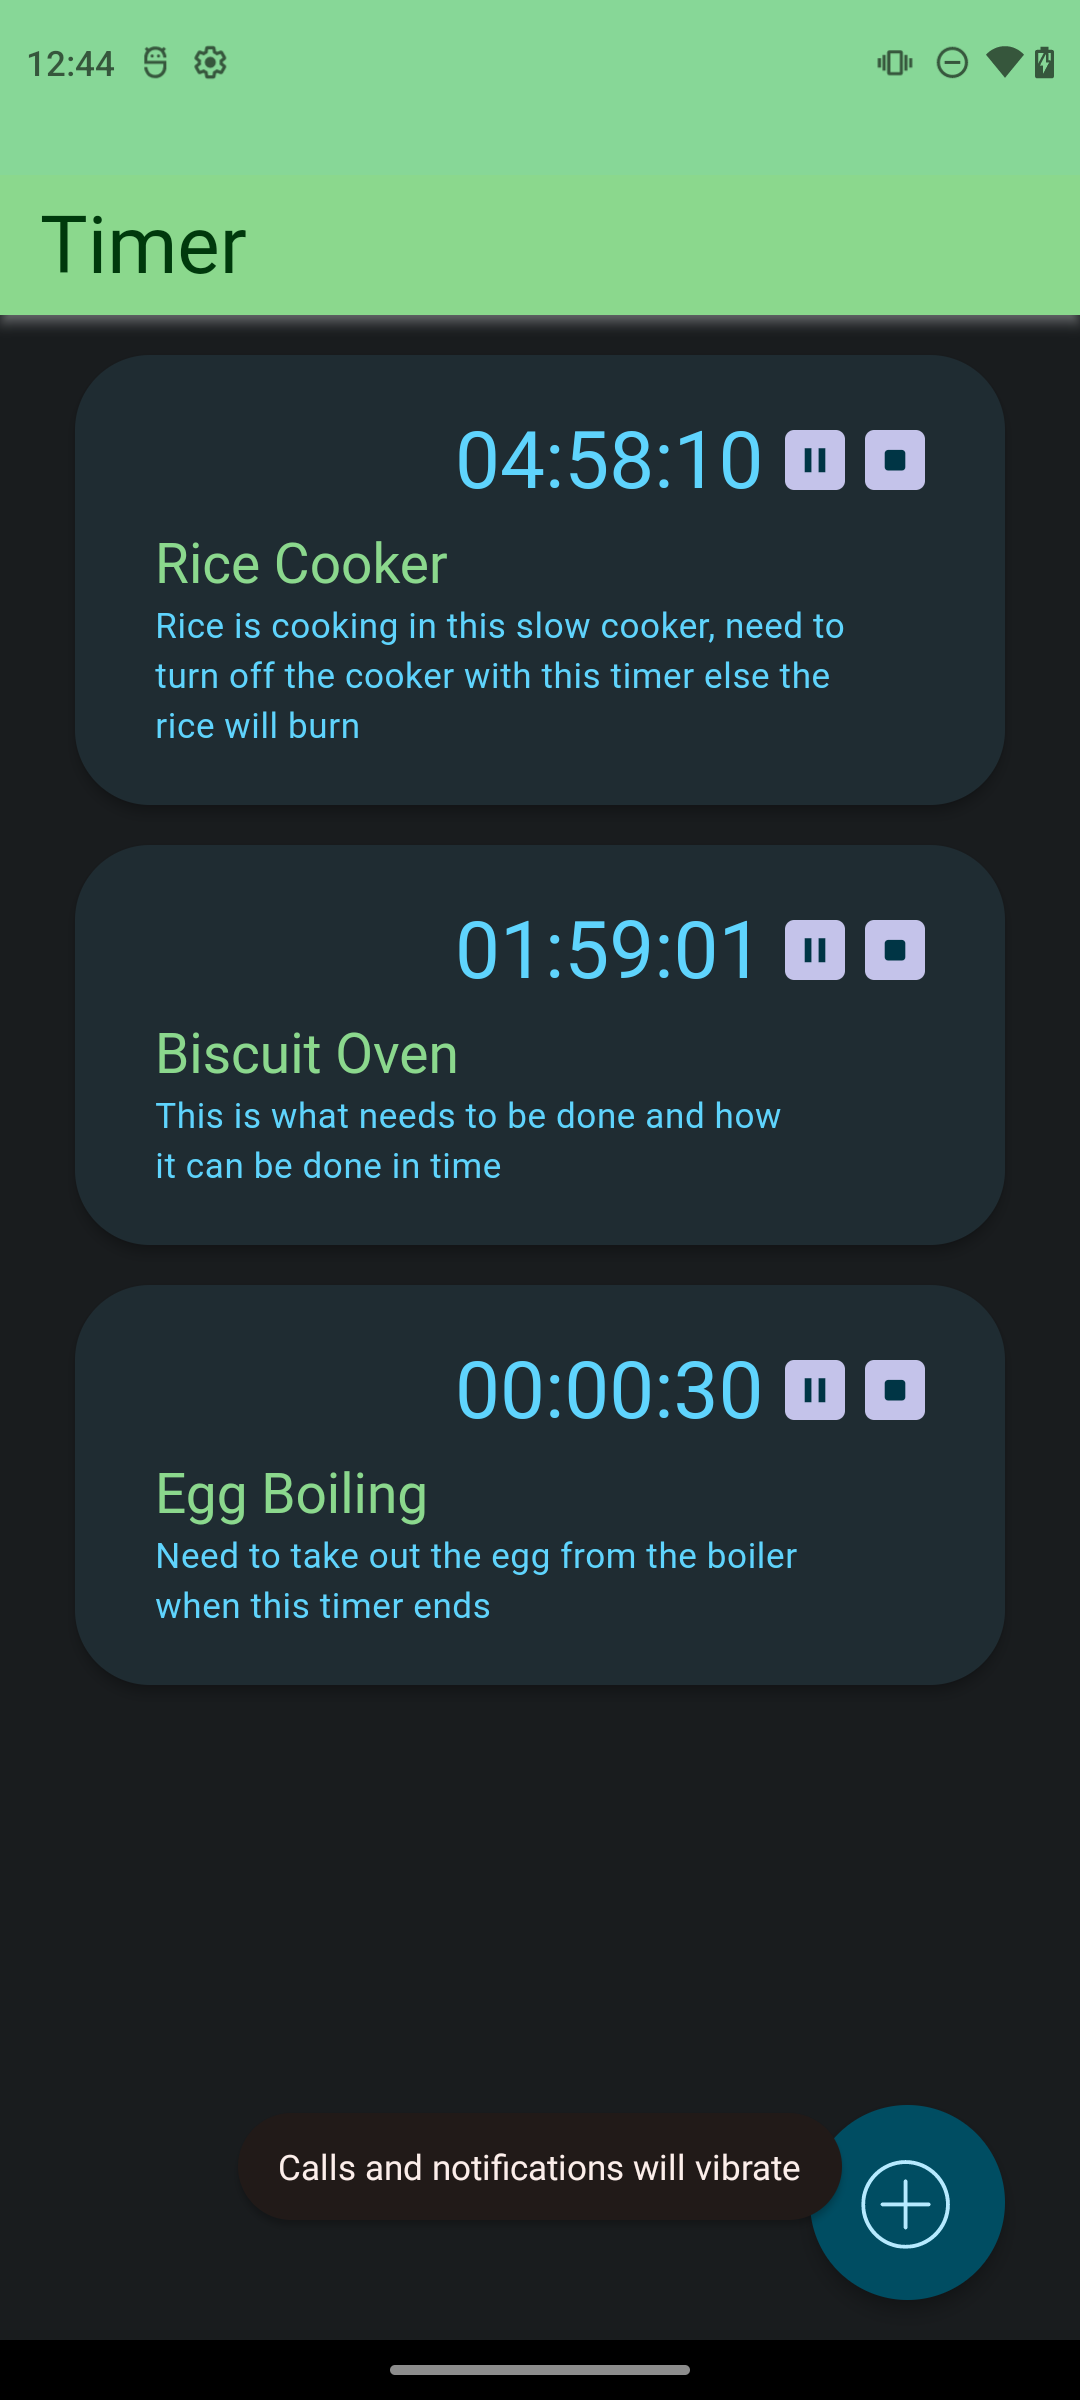 12:44
Timer
04:58:10
Rice Cooker
Rice is cooking in this slow cooker, need to
turn off the cooker with this timer else the
rice will burn
01:59:01
Biscuit Oven
This is what needs to be done and how
it can be done in time
00:00:30
Egg Boiling
Need to take out the egg from the boiler
when this timer ends
Calls and notifications will vibrate